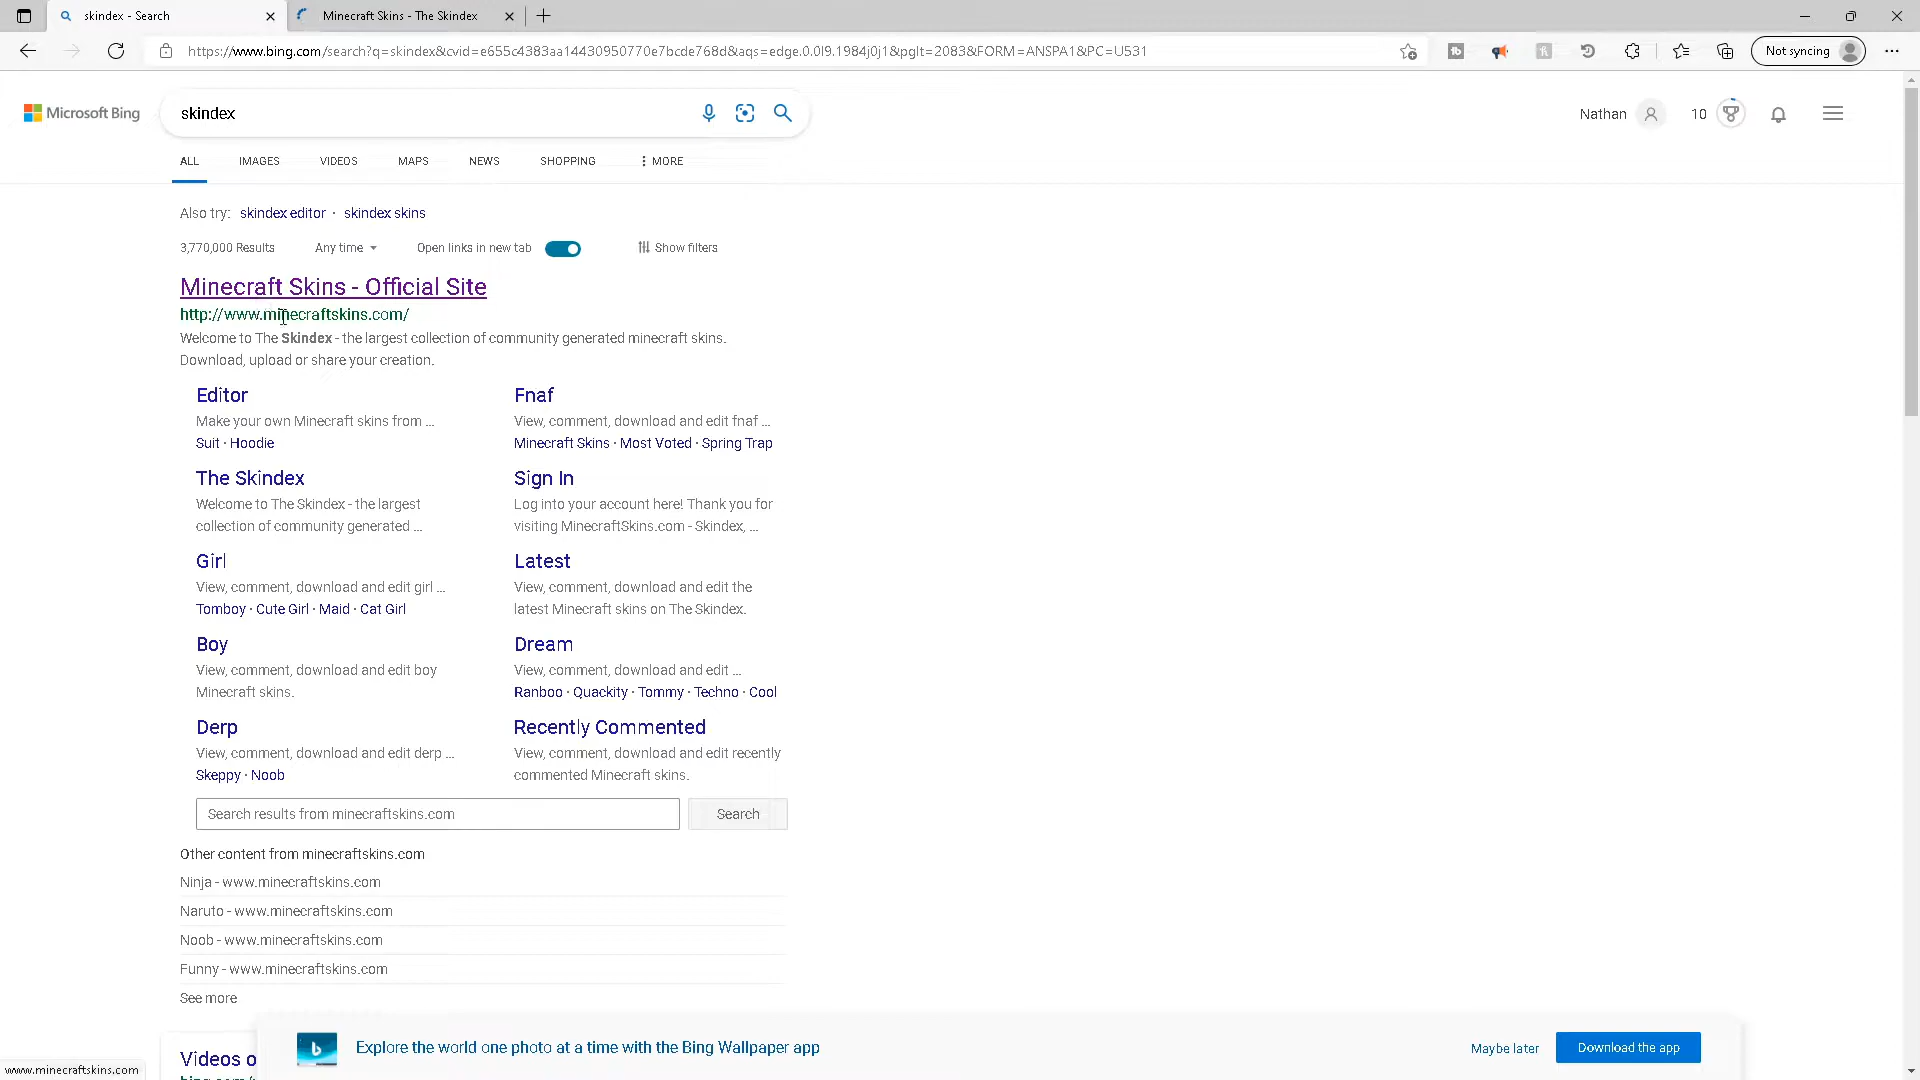 skindex - Search
Minecraft Skins - The Skindex
https://www.bing.com/search?q=skindex&cvid=e655c4383aa14430950770e7bcde768d&aqs=edge.0.0l9.1984j0j1&pglt=2083&FORM=ANSPA1&PC=U531
Not syncing
Microsoft Bing
skindex
Nathan
10
ALL IMAGES VIDEOS MAPS NEWS SHOPPING MORE
Also try: skindex editor · skindex skins
3,770,000 Results Any time Open links in new tab Show filters
Minecraft Skins - Official Site
http://www.minecraftskins.com/
Welcome to The Skindex - the largest collection of community generated minecraft skins.
Download, upload or share your creation.
Editor
Make your own Minecraft skins from ...
Suit · Hoodie
Fnaf
View, comment, download and edit fnaf ...
Minecraft Skins · Most Voted · Spring Trap
The Skindex
Welcome to The Skindex - the largest
collection of community generated ...
Sign In
Log into your account here! Thank you for
visiting MinecraftSkins.com - Skindex, ...
Girl
View, comment, download and edit girl ...
Tomboy · Cute Girl · Maid · Cat Girl
Latest
View, comment, download and edit the
latest Minecraft skins on The Skindex.
Boy
View, comment, download and edit boy
Minecraft skins.
Dream
View, comment, download and edit ...
Ranboo · Quackity · Tommy · Techno · Cool
Derp
View, comment, download and edit derp ...
Skeppy · Noob
Recently Commented
View, comment, download and edit recently
commented Minecraft skins.
Search results from minecraftskins.com
Search
Other content from minecraftskins.com
Ninja - www.minecraftskins.com
Naruto - www.minecraftskins.com
Noob - www.minecraftskins.com
Funny - www.minecraftskins.com
See more
Videos o
Explore the world one photo at a time with the Bing Wallpaper app
Maybe later
Download the app
www.minecraftskins.com